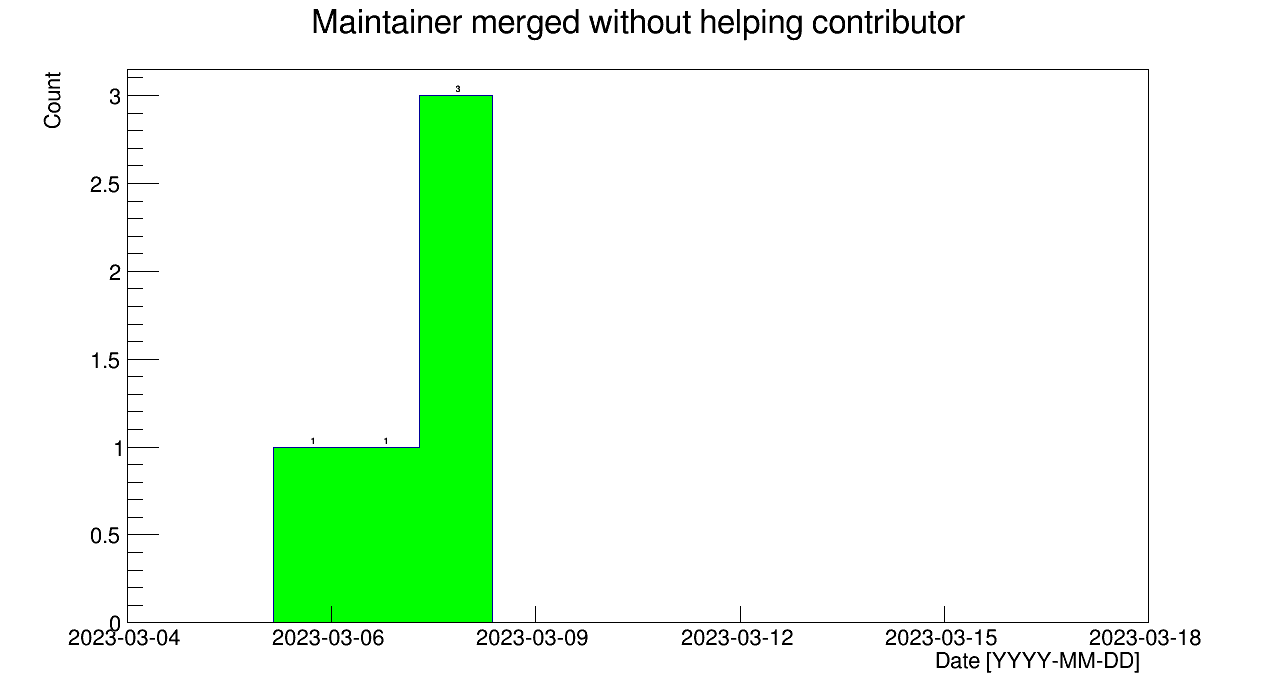 Maintainer merged without helping contributor
Count
3
2.5
2
1.5
1
0.5
0
1
1
3
2023-03-04 2023-03-06 2023-03-09 2023-03-12 2023-03-15 2023-03-18
Date [YYYY-MM-DD]